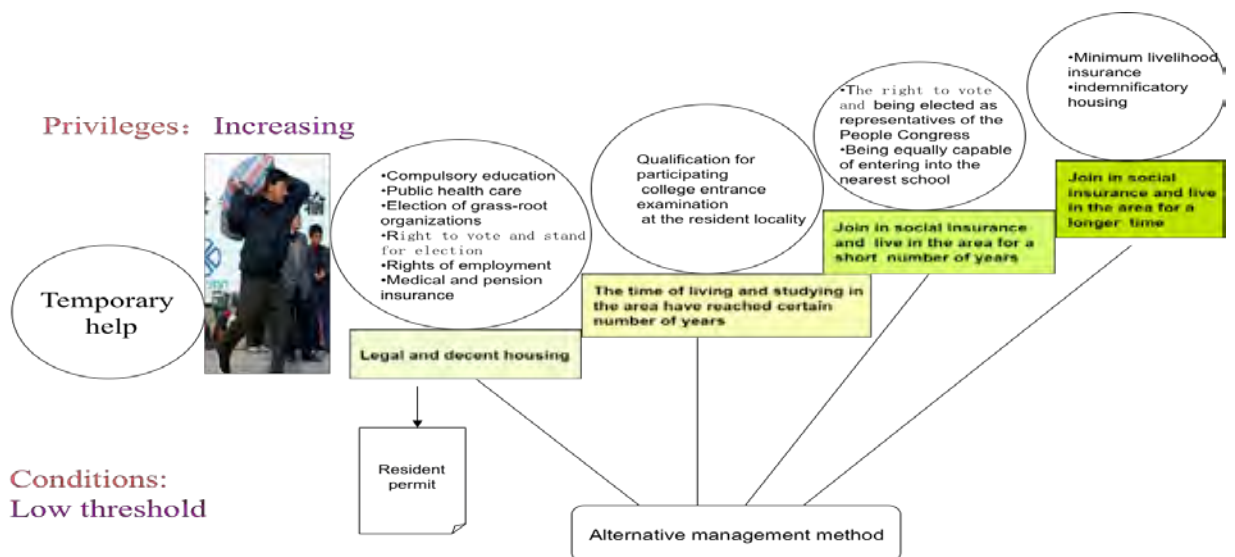 Privileges: Increasing
Temporary
help
•Compulsory education
•Public health care
•Election of grass-root
organizations
•Right to vote and stand
for election
•Rights of employment
•Medical and pension
insurance
Legal and decent housing
Resident
permit
Qualification for
participating
college entrance
examination
at the resident locality
The time of living and studying in
the area have reached certain
number of years
•The right to vote
and being elected as
representatives of the
People Congress
•Being equally capable
of entering into the
nearest school
Join in social insurance
and live in the area for a
short number of years
•Minimum livelihood
insurance
•indemnificatory
housing
Join in social
insurance and live
in the area for a
longer time
Conditions:
Low threshold
Alternative management method